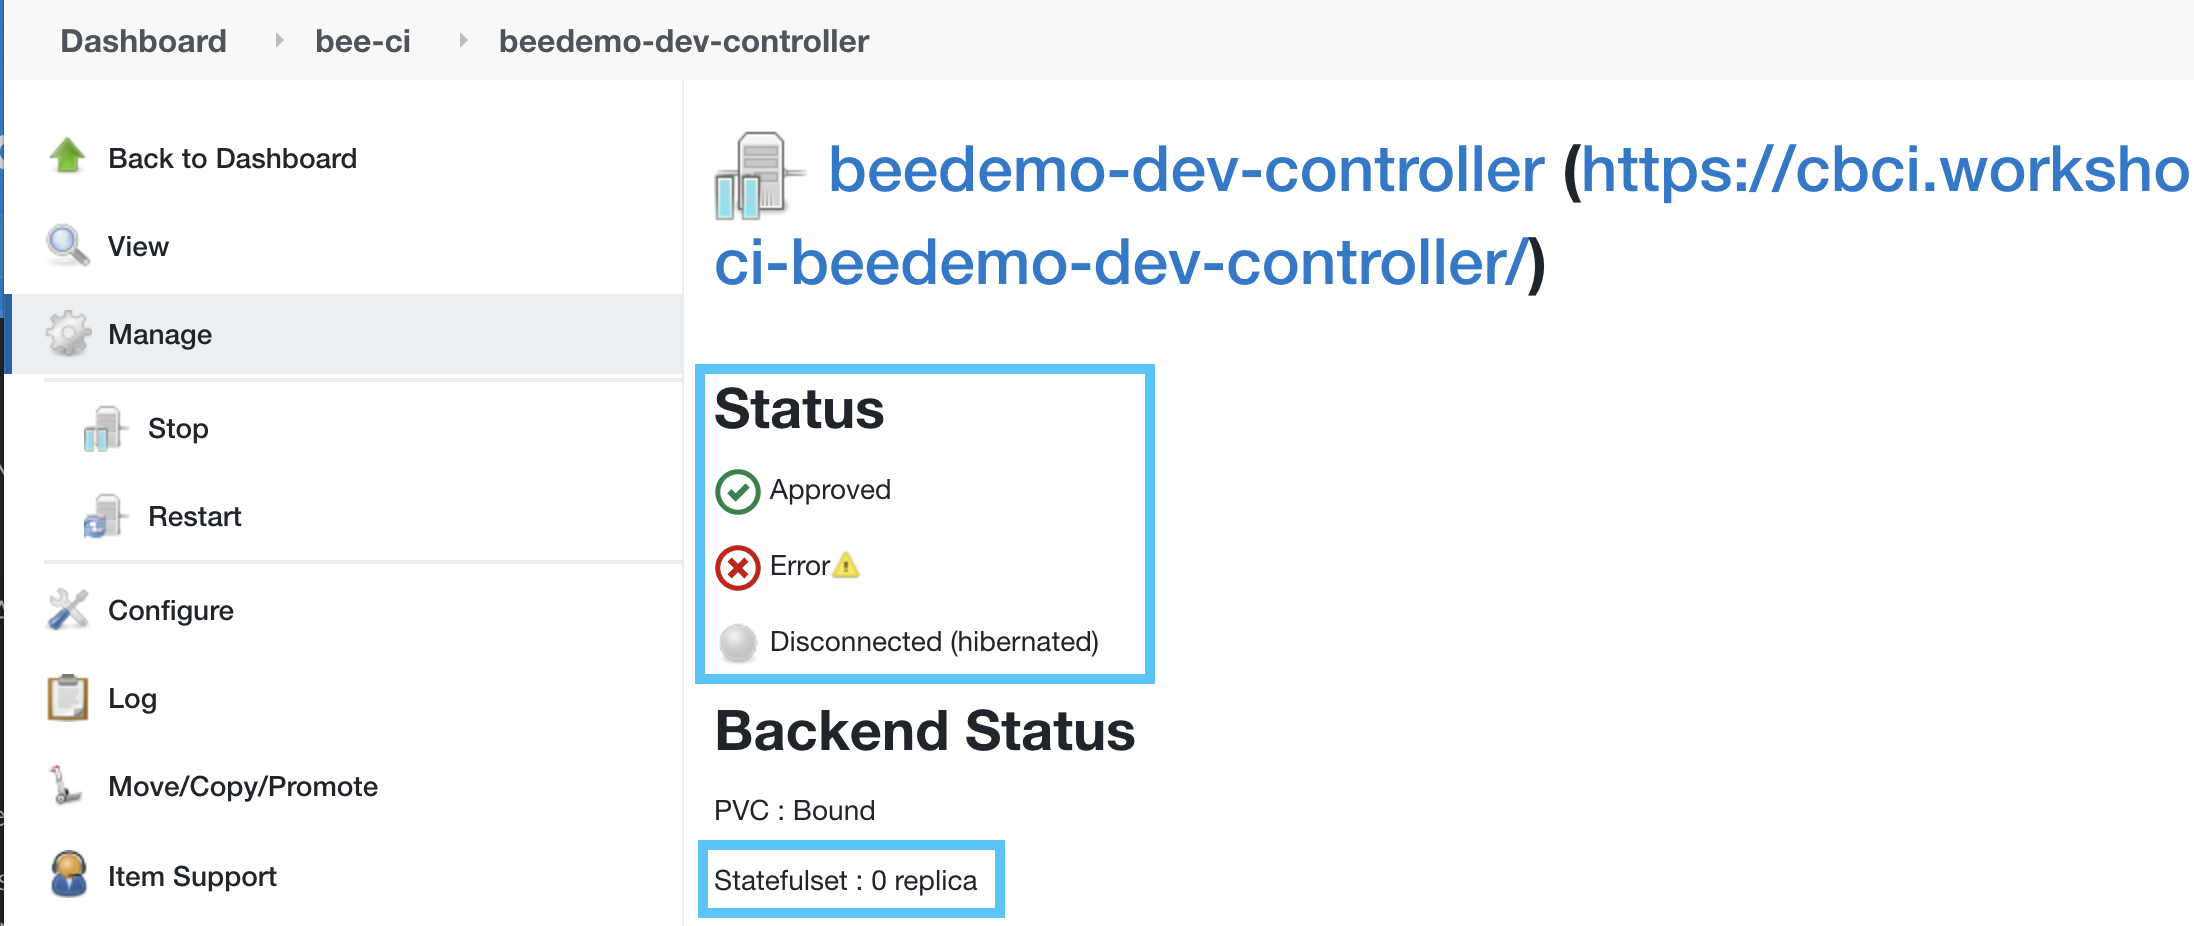 Dashboard bee-ci beedemo-dev-controller
Back to Dashboard
View
Manage
Stop
Restart
Configure
Log
Move/Copy/Promote
Item Support
beedemo-dev-controller (https://cbci.worksho
ci-beedemo-dev-controller/)
Status
Approved
Error
Disconnected (hibernated)
Backend Status
PVC : Bound
Statefulset : 0 replica